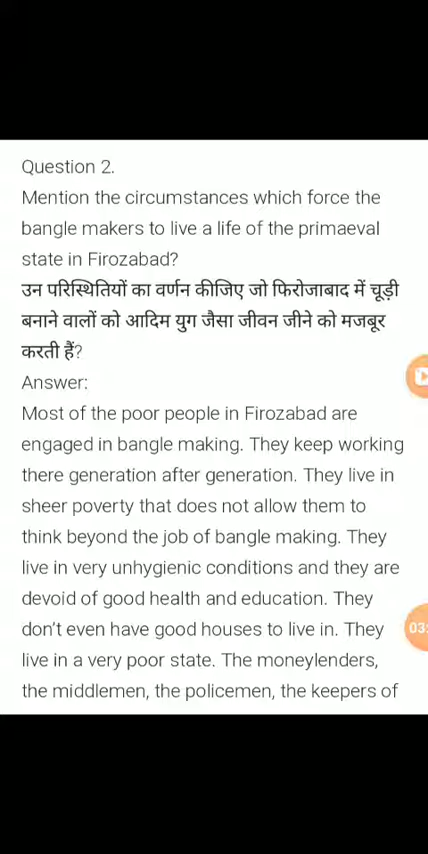 Question 2.
Mention the circumstances which force the
bangle makers to live a life of the primaeval
state in Firozabad?
उन परिस्थितियों का वर्णन कीजिए जो फिरोजाबाद में चूड़ी
बनाने वालों को आदिम युग जैसा जीवन जीने को मजबूर
करती हैं?
Answer:
Most of the poor people in Firozabad are
engaged in bangle making. They keep working
there generation after generation. They live in
sheer poverty that does not allow them to
think beyond the job of bangle making. They
live in very unhygienic conditions and they are
devoid of good health and education. They
don't even have good houses to live in. They
03:
live in a very poor state. The moneylenders,
the middlemen, the policemen, the keepers of